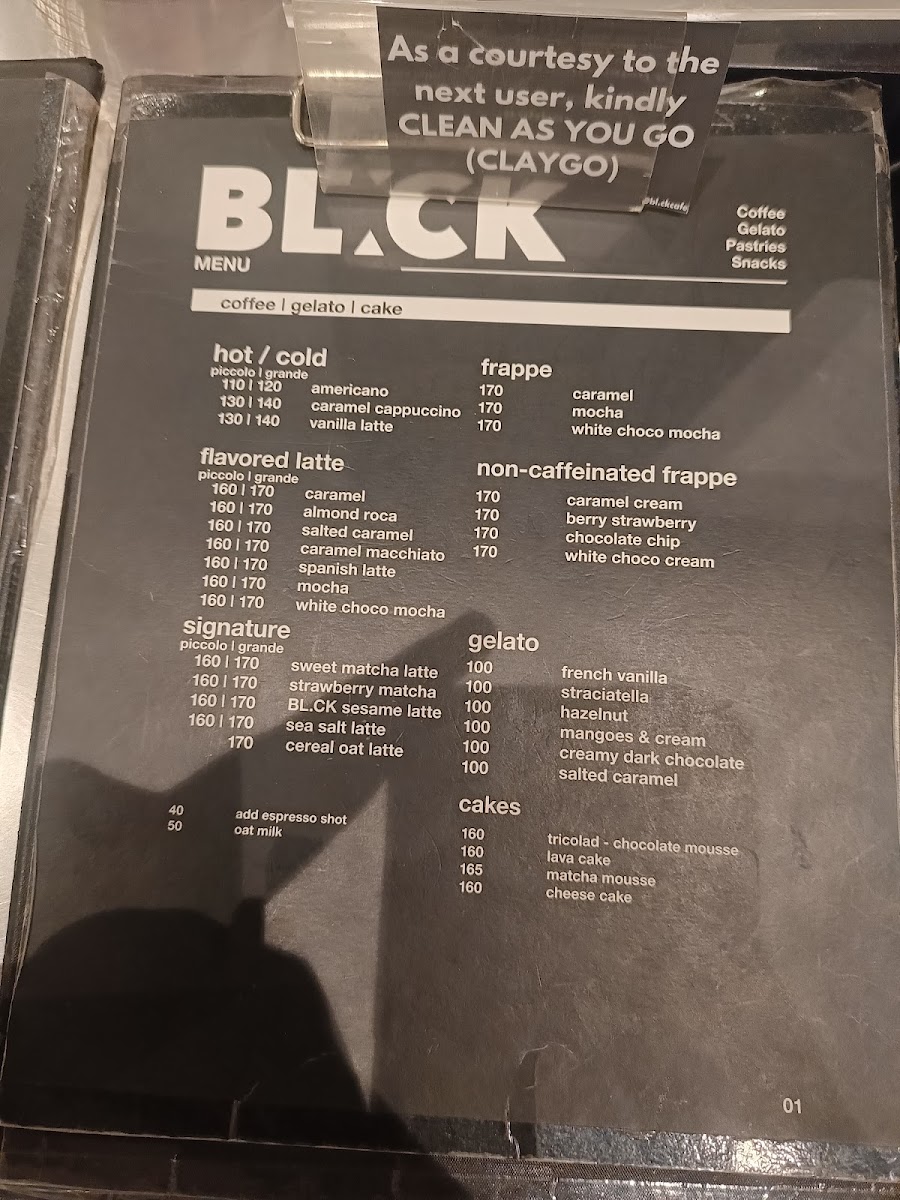 As a courtesy to the
next user, kindly
CLEAN AS YOU GO
(CLAYGO)
@bl.ckcafe
BL.CK
MENU
Coffee
Gelato
Pastries
Snacks
coffee | gelato | cake
hot / cold
piccolo | grande
110 | 120 americano
130 | 140 caramel cappuccino
130 | 140 vanilla latte
flavored latte
piccolo | grande
160 | 170 caramel
160 | 170 almond roca
160 | 170 salted caramel
160 | 170 caramel macchiato
160 | 170 spanish latte
160 | 170 mocha
160 | 170 white choco mocha
signature
piccolo | grande
160 | 170 sweet matcha latte
160 | 170 strawberry matcha
160 | 170 BL.CK sesame latte
160 | 170 sea salt latte
170 cereal oat latte
40 add espresso shot
50 oat milk
frappe
170 caramel
170 mocha
170 white choco mocha
non-caffeinated frappe
170 caramel cream
170 berry strawberry
170 chocolate chip
170 white choco cream
gelato
100 french vanilla
100 straciatella
100 hazelnut
100 mangoes & cream
100 creamy dark chocolate
100 salted caramel
cakes
160 tricolad - chocolate mousse
160 lava cake
165 matcha mousse
160 cheese cake
01